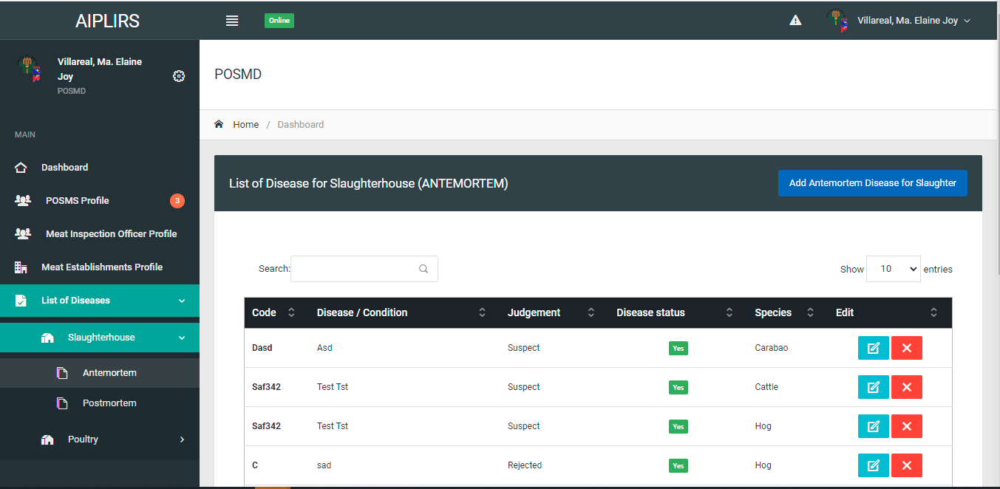 AIPLIRS
Online
Villareal, Ma. Elaine Joy
Villareal, Ma. Elaine
Joy
POSMD
MAIN
Dashboard
POSMS Profile
3
Meat Inspection Officer Profile
Meat Establishments Profile
List of Diseases
Slaughterhouse
Antemortem
Postmortem
Poultry
POSMD
Home / Dashboard
List of Disease for Slaughterhouse (ANTEMORTEM)
Add Antemortem Disease for Slaughter
Search:
Show 10 entries
Code Disease / Condition Judgement Disease status Species Edit
Dasd Asd Suspect Yes Carabao
Saf342 Test Tst Suspect Yes Cattle
Saf342 Test Tst Suspect Yes Hog
C sad Rejected Yes Hog